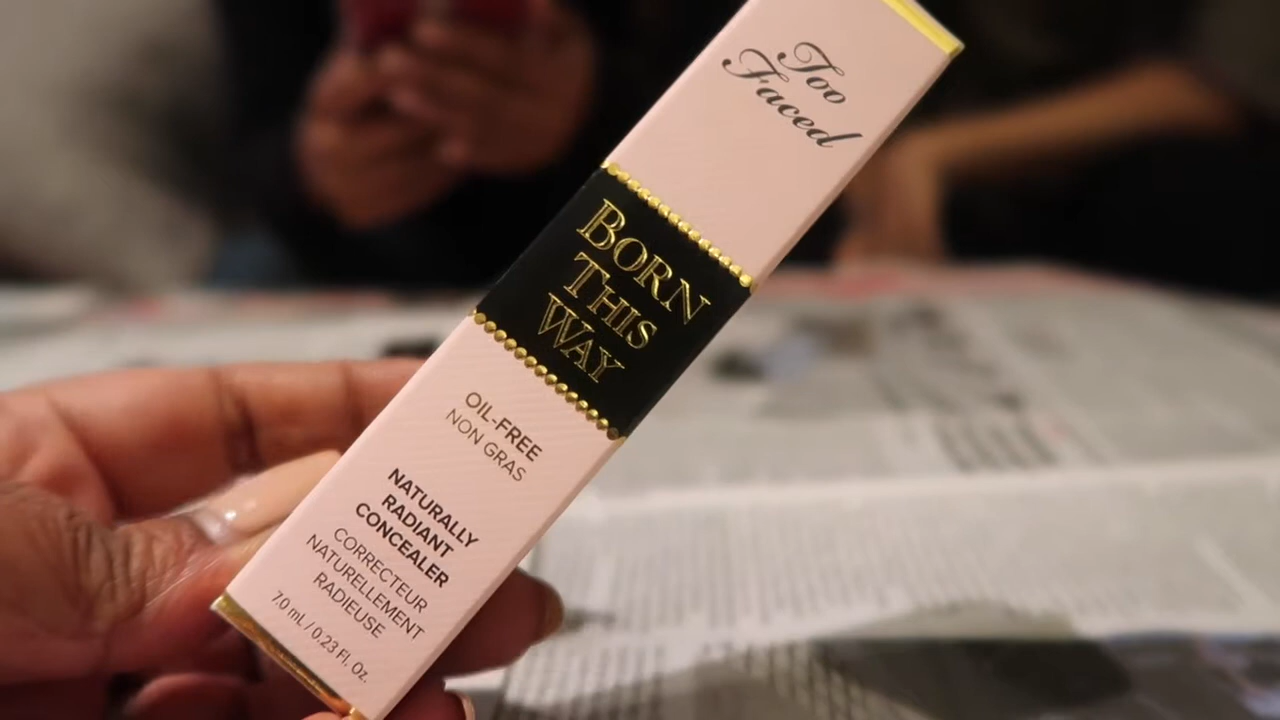 Too
Faced
BORN
THIS
WAY
OIL-FREE
NON GRAS
NATURALLY
RADIANT
CONCEALER
CORRECTEUR
NATURELLEMENT
RADIEUSE
7.0 mL / 0.23 Fl. Oz.